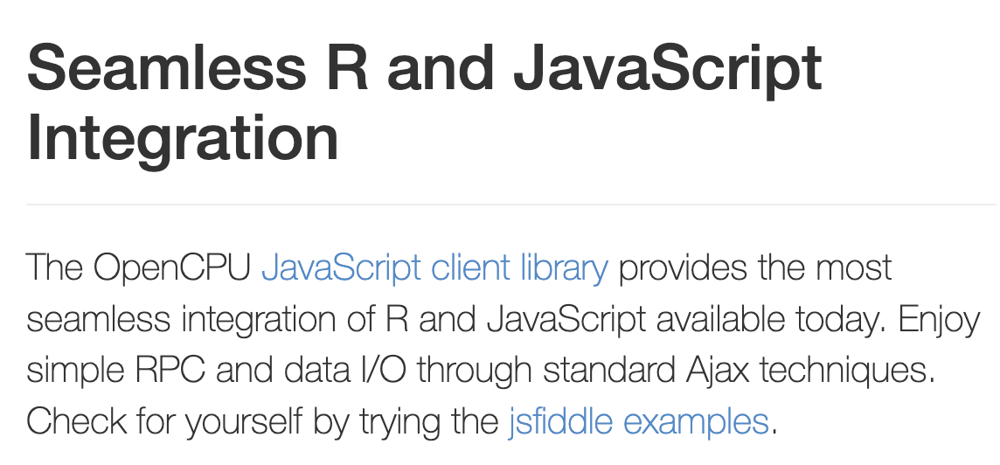 Seamless R and JavaScript
Integration
The OpenCPU JavaScript client library provides the most
seamless integration of R and JavaScript available today. Enjoy
simple RPC and data I/O through standard Ajax techniques.
Check for yourself by trying the jsfiddle examples.